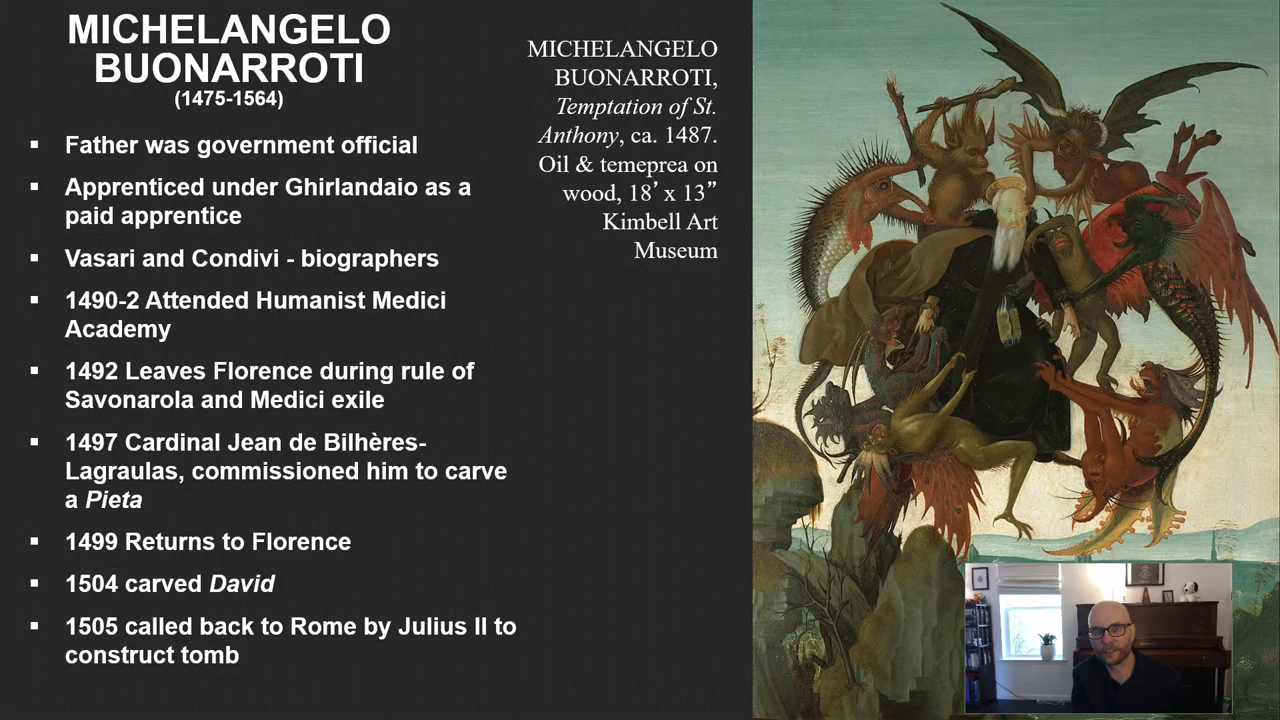 MICHELANGELO
BUONARROTI
(1475-1564)
▪ Father was government official
▪ Apprenticed under Ghirlandaio as a
paid apprentice
▪ Vasari and Condivi - biographers
▪ 1490-2 Attended Humanist Medici
Academy
▪ 1492 Leaves Florence during rule of
Savonarola and Medici exile
▪ 1497 Cardinal Jean de Bilhères-
Lagraulas, commissioned him to carve
a Pieta
▪ 1499 Returns to Florence
▪ 1504 carved David
▪ 1505 called back to Rome by Julius II to
construct tomb
MICHELANGELO
BUONARROTI,
Temptation of St.
Anthony, ca. 1487.
Oil & temeprea on
wood, 18’ x 13”
Kimbell Art
Museum